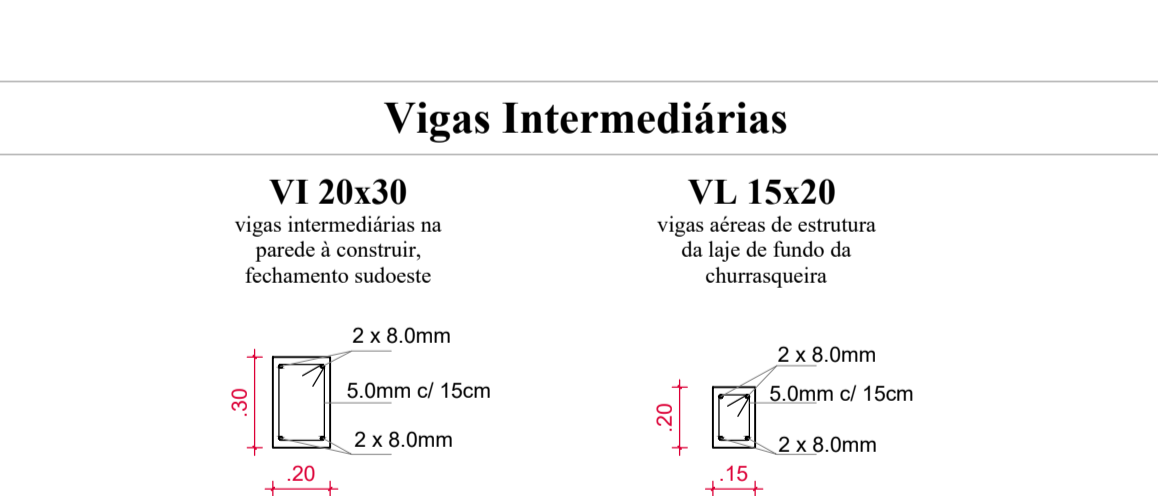 Vigas Intermediárias
VI 20x30
vigas intermediárias na
parede à construir,
fechamento sudoeste
2 x 8.0mm
5.0mm c/ 15cm
2 x 8.0mm
.30
.20
VL 15x20
vigas aéreas de estrutura
da laje de fundo da
churrasqueira
2 x 8.0mm
5.0mm c/ 15cm
2 x 8.0mm
.20
.15